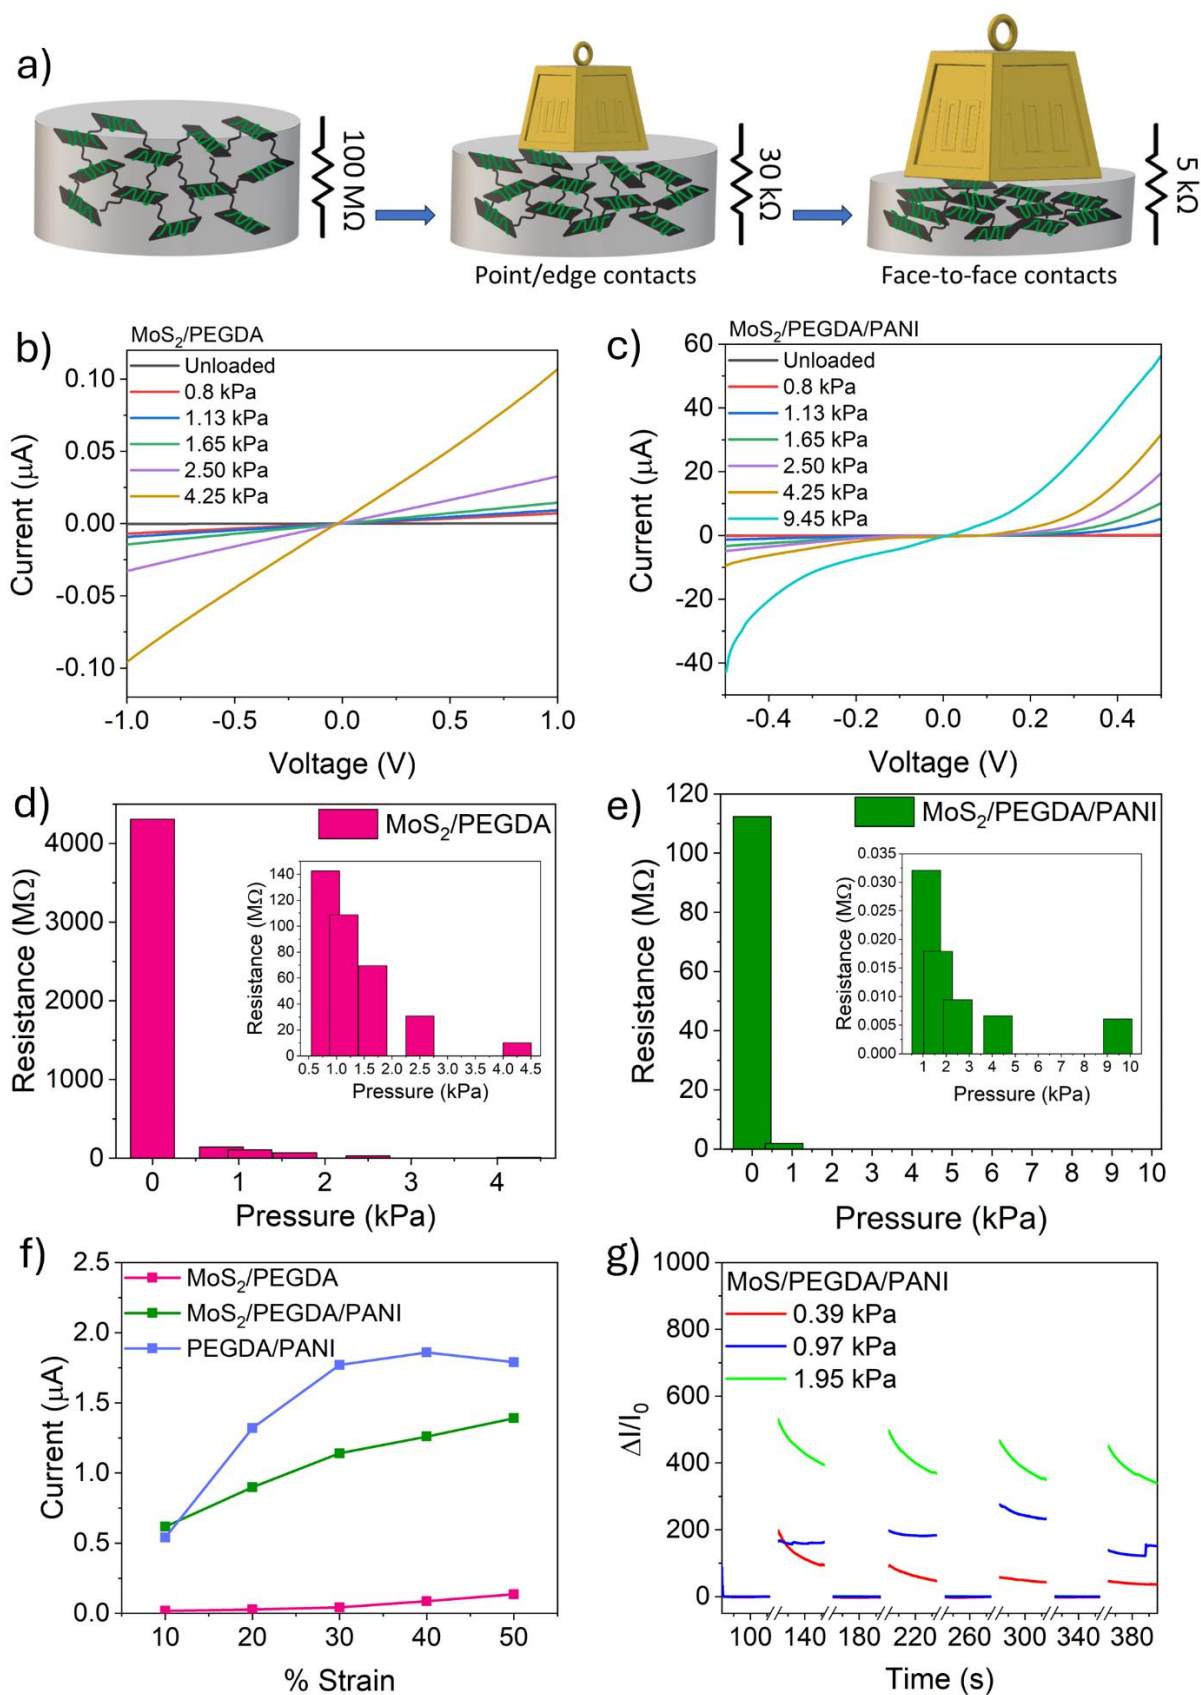 a)
100 MΩ
30 kΩ
5 kΩ
Point/edge contacts
Face-to-face contacts
b)
MoS₂/PEGDA
Unloaded
0.8 kPa
1.13 kPa
1.65 kPa
2.50 kPa
4.25 kPa
0.10
0.05
0.00
-0.05
-0.10
Current (μA)
-1.0 -0.5 0.0 0.5 1.0
Voltage (V)
c)
MoS₂/PEGDA/PANI
Unloaded
0.8 kPa
1.13 kPa
1.65 kPa
2.50 kPa
4.25 kPa
9.45 kPa
60
40
20
0
-20
-40
Current (μA)
-0.4 -0.2 0.0 0.2 0.4
Voltage (V)
d)
MoS₂/PEGDA
4000
3000
2000
1000
0
Resistance (MΩ)
0 1 2 3 4
Pressure (kPa)
140
120
100
80
60
40
20
0
Resistance (MΩ)
0.5 1.0 1.5 2.0 2.5 3.0 3.5 4.0 4.5
Pressure (kPa)
e)
MoS₂/PEGDA/PANI
120
100
80
60
40
20
0
Resistance (MΩ)
0 1 2 3 4 5 6 7 8 9 10
Pressure (kPa)
0.035
0.030
0.025
0.020
0.015
0.010
0.005
0.000
Resistance (MΩ)
1 2 3 4 5 6 7 8 9 10
Pressure (kPa)
f)
MoS₂/PEGDA
MoS₂/PEGDA/PANI
PEGDA/PANI
2.5
2.0
1.5
1.0
0.5
0.0
Current (μA)
10 20 30 40 50
% Strain
g)
MoS/PEGDA/PANI
0.39 kPa
0.97 kPa
1.95 kPa
1000
800
600
400
200
0
ΔI/I₀
100 140 180 220 260 300 340 380
Time (s)